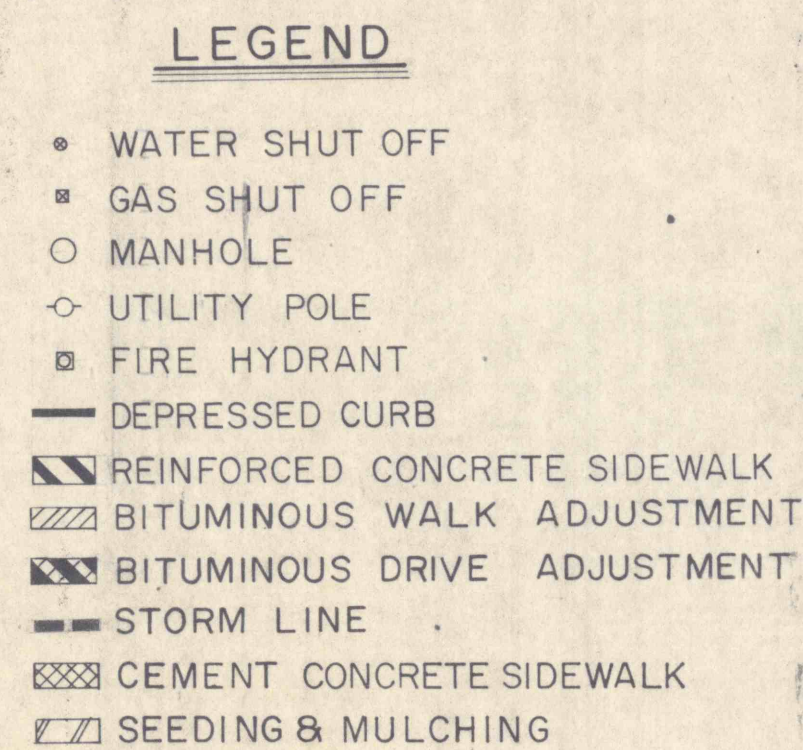 LEGEND
WATER SHUT OFF
GAS SHUT OFF
MANHOLE
UTILITY POLE
FIRE HYDRANT
DEPRESSED CURB
REINFORCED CONCRETE SIDEWALK
BITUMINOUS WALK ADJUSTMENT
BITUMINOUS DRIVE ADJUSTMENT
STORM LINE
CEMENT CONCRETE SIDEWALK
SEEDING & MULCHING